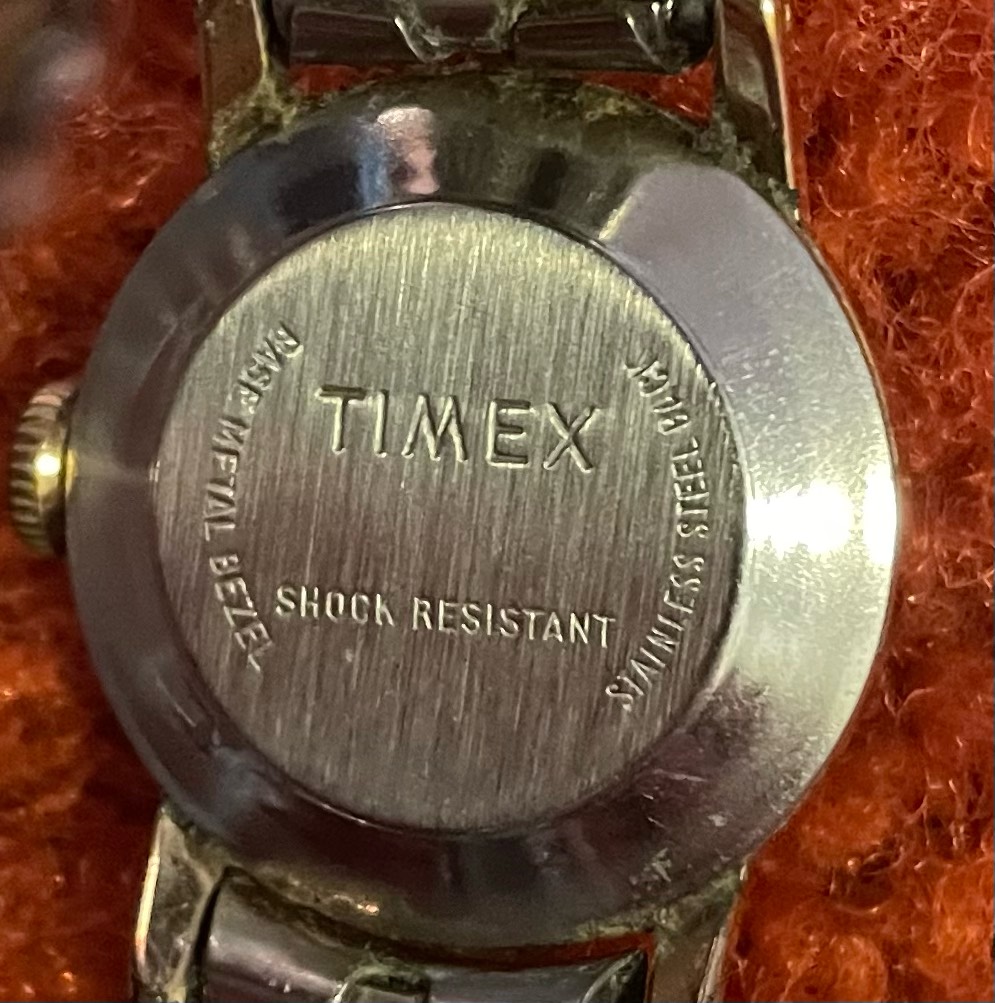 TIMEX
SHOCK RESISTANT
BASE METAL BEZEL
STAINLESS STEEL BACK